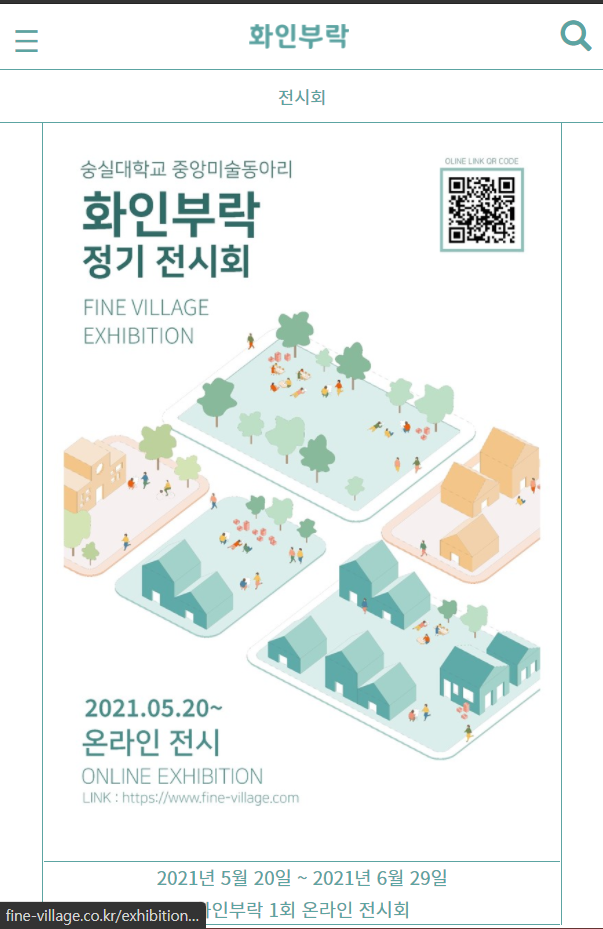 화인부락
전시회
숭실대학교 중앙미술동아리
OLINE LINK QR CODE
화인부락
정기 전시회
FINE VILLAGE
EXHIBITION
2021.05.20~
온라인 전시
ONLINE EXHIBITION
LINK : https://www.fine-village.com
2021년 5월 20일 ~ 2021년 6월 29일
화인부락 1회 온라인 전시회
fine-village.co.kr/exhibition...